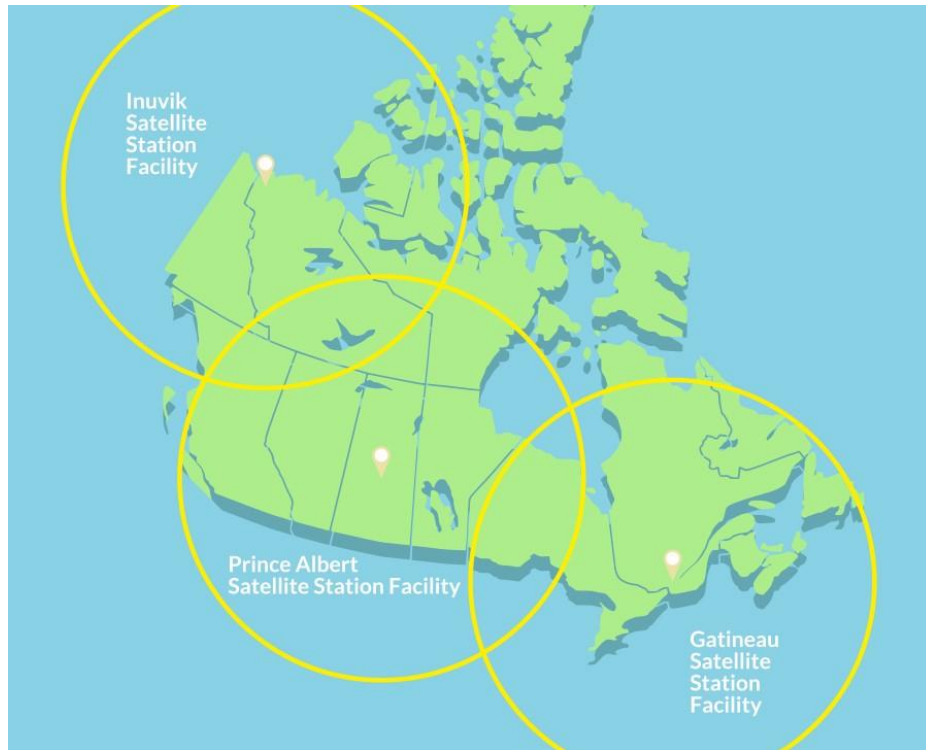 Inuvik
Satellite
Station
Facility
Prince Albert
Satellite Station Facility
Gatineau
Satellite
Station
Facility